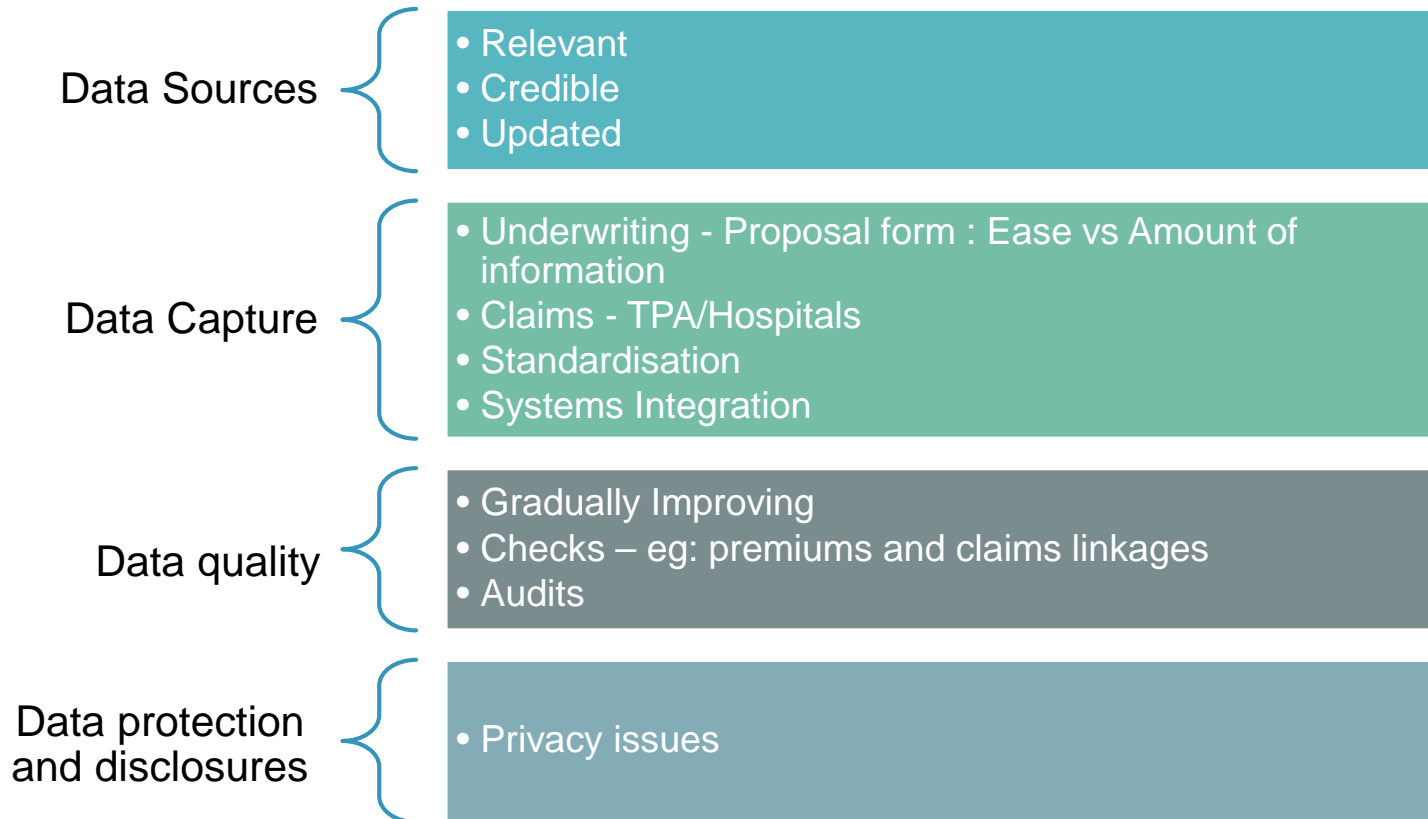 Data Sources
• Relevant
• Credible
• Updated
Data Capture
• Underwriting - Proposal form : Ease vs Amount of
information
• Claims - TPA/Hospitals
• Standardisation
• Systems Integration
Data quality
• Gradually Improving
• Checks – eg: premiums and claims linkages
• Audits
Data protection
and disclosures
• Privacy issues